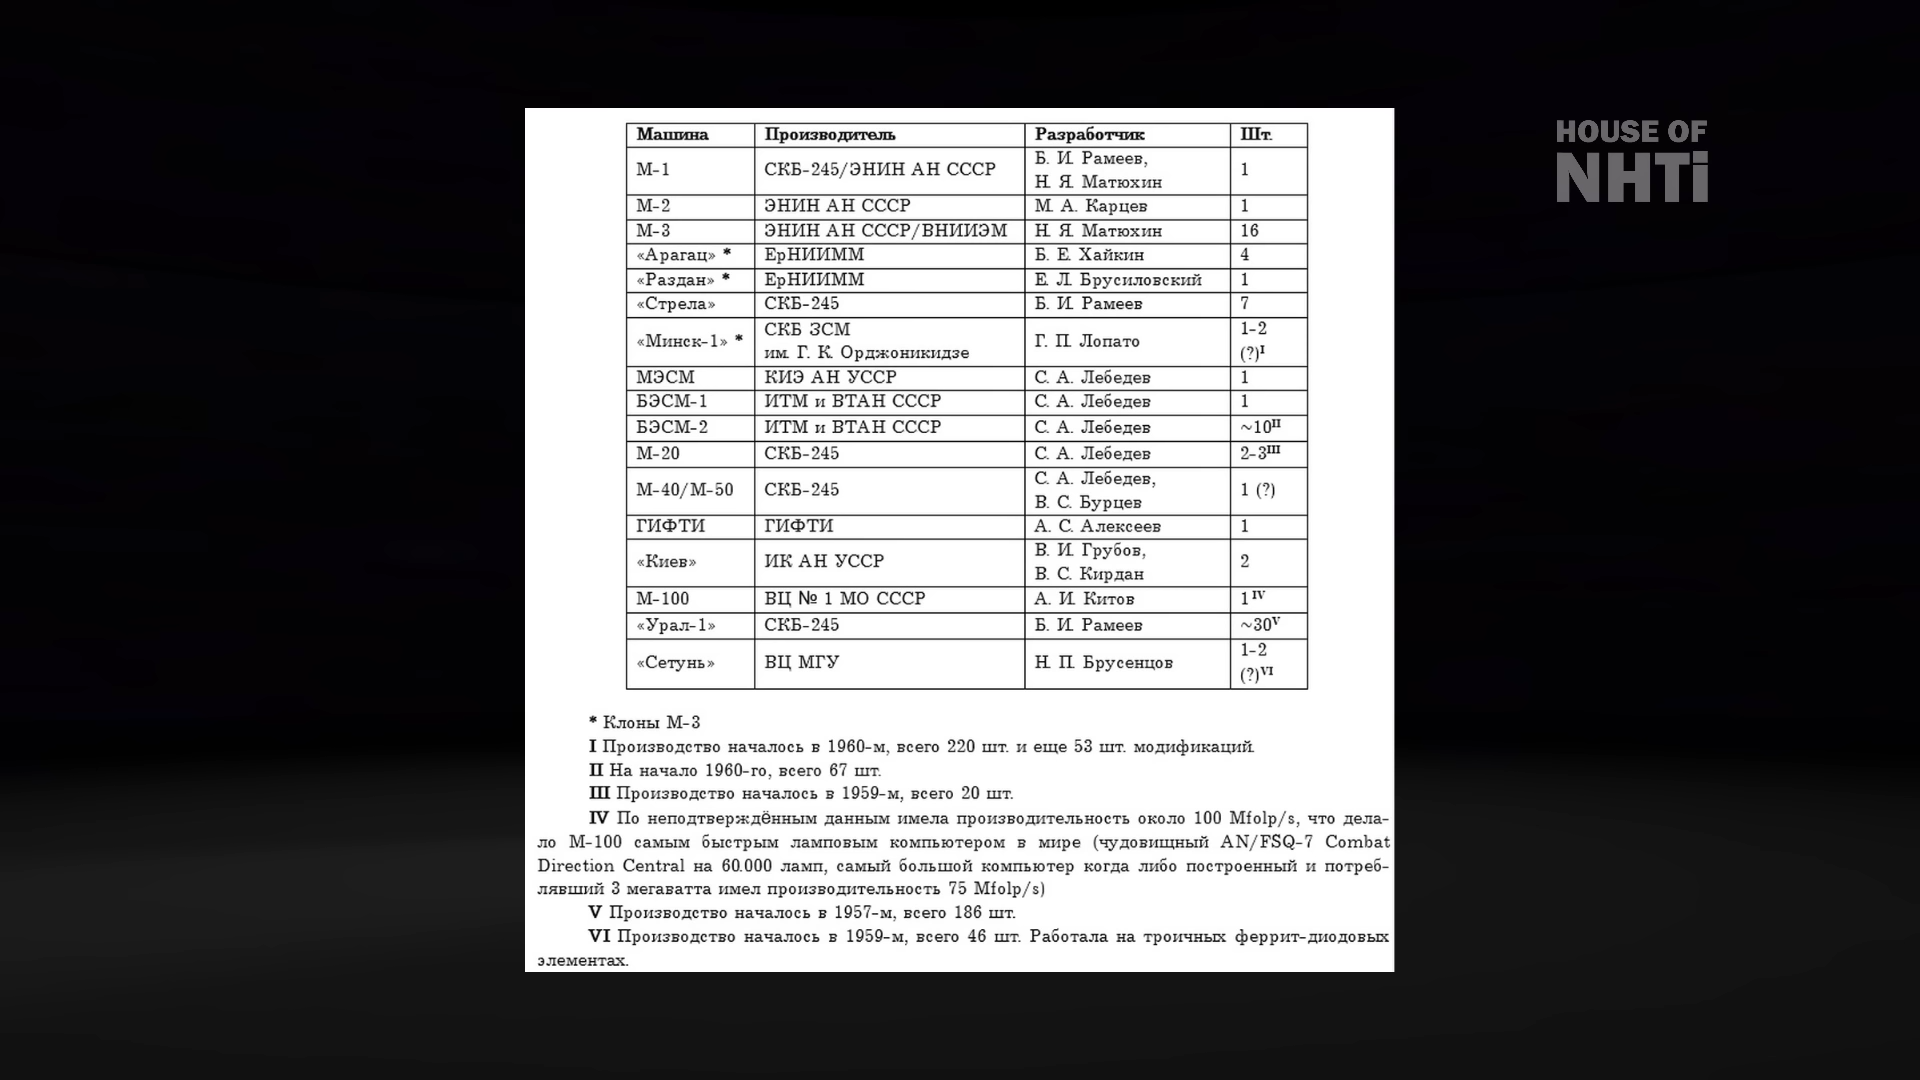 HOUSE OF
NHTi
Машина Производитель Разработчик Шт.
М-1 СКБ-245/ЭНИН АН СССР Б. И. Рамеев,
Н. Я. Матюхин 1
М-2 ЭНИН АН СССР М. А. Карцев 1
М-3 ЭНИН АН СССР/ВНИИЭМ Н. Я. Матюхин 16
«Арагац» * ЕрНИИММ Б. Е. Хайкин 4
«Раздан» * ЕрНИИММ Е. Л. Брусиловский 1
«Стрела» СКБ-245 Б. И. Рамеев 7
«Минск-1» * СКБ ЗСМ
им. Г. К. Орджоникидзе Г. П. Лопато 1-2
(?)I
МЭСМ КИЭ АН УССР С. А. Лебедев 1
БЭСМ-1 ИТМ и ВТАН СССР С. А. Лебедев 1
БЭСМ-2 ИТМ и ВТАН СССР С. А. Лебедев ~10II
М-20 СКБ-245 С. А. Лебедев 2-3III
М-40/М-50 СКБ-245 С. А. Лебедев,
В. С. Бурцев 1 (?)
ГИФТИ ГИФТИ А. С. Алексеев 1
«Киев» ИК АН УССР В. И. Грубов,
В. С. Кирдан 2
М-100 ВЦ № 1 МО СССР А. И. Китов 1IV
«Урал-1» СКБ-245 Б. И. Рамеев ~30V
«Сетунь» ВЦ МГУ Н. П. Брусенцов 1-2
(?)VI
* Клоны М-3
I Производство началось в 1960-м, всего 220 шт. и еще 53 шт. модификаций.
II На начало 1960-го, всего 67 шт.
III Производство началось в 1959-м, всего 20 шт.
IV По неподтверждённым данным имела производительность около 100 Mfolp/s, что дела-
ло М-100 самым быстрым ламповым компьютером в мире (чудовищный AN/FSQ-7 Combat
Direction Central на 60.000 ламп, самый большой компьютер когда либо построенный и потреб-
лявший 3 мегаватта имел производительность 75 Mfolp/s)
V Производство началось в 1957-м, всего 186 шт.
VI Производство началось в 1959-м, всего 46 шт. Работала на троичных феррит-диодовых
элементах.